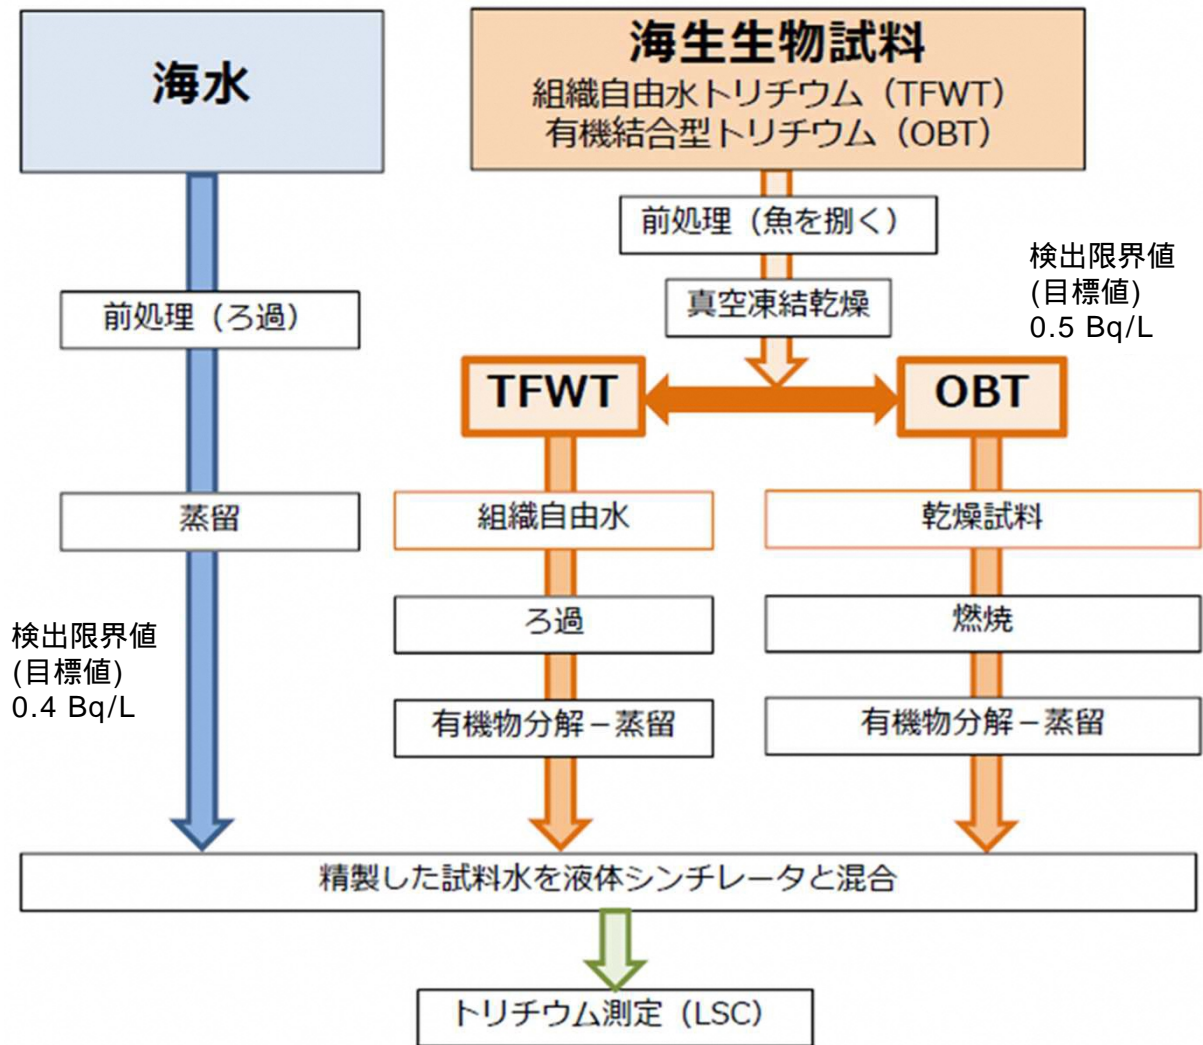 海水
前処理（ろ過）
蒸留
検出限界値
(目標値)
0.4 Bq/L
海生生物試料
組織自由水トリチウム（TFWT）
有機結合型トリチウム（OBT）
前処理（魚を捌く）
真空凍結乾燥
検出限界値
(目標値)
0.5 Bq/L
TFWT
組織自由水
ろ過
有機物分解－蒸留
OBT
乾燥試料
燃焼
有機物分解－蒸留
精製した試料水を液体シンチレータと混合
トリチウム測定（LSC）